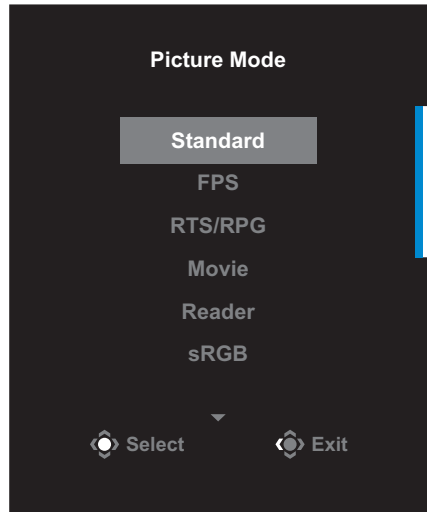 Picture Mode
Standard
FPS
RTS/RPG
Movie
Reader
sRGB
Select Exit